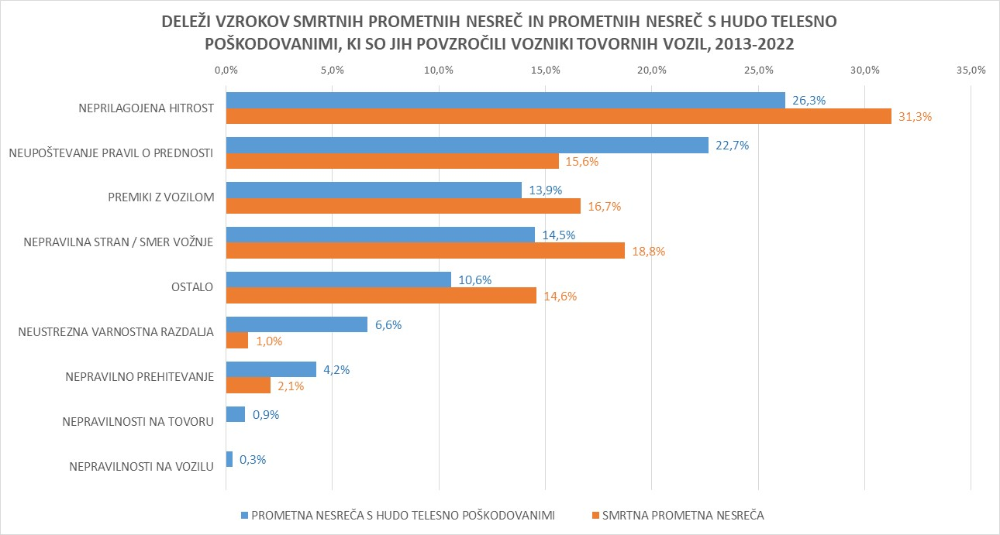 DELEŽI VZROKOV SMRTNIH PROMETNIH NESREČ IN PROMETNIH NESREČ S HUDO TELESNO
POŠKODOVANIMI, KI SO JIH POVZROČILI VOZNIKI TOVORNIH VOZIL, 2013-2022
0,0% 5,0% 10,0% 15,0% 20,0% 25,0% 30,0% 35,0%
NEPRILAGOJENA HITROST 26,3%
31,3%
NEUPOŠTEVANJE PRAVIL O PREDNOSTI 22,7%
15,6%
PREMIKI Z VOZILOM 13,9%
16,7%
NEPRAVILNA STRAN / SMER VOŽNJE 14,5%
18,8%
OSTALO 10,6%
14,6%
NEUSTREZNA VARNOSTNA RAZDALJA 6,6%
1,0%
NEPRAVILNO PREHITEVANJE 4,2%
2,1%
NEPRAVILNOSTI NA TOVORU 0,9%
NEPRAVILNOSTI NA VOZILU 0,3%
PROMETNA NESREČA S HUDO TELESNO POŠKODOVANIMI SMRTNA PROMETNA NESREČA